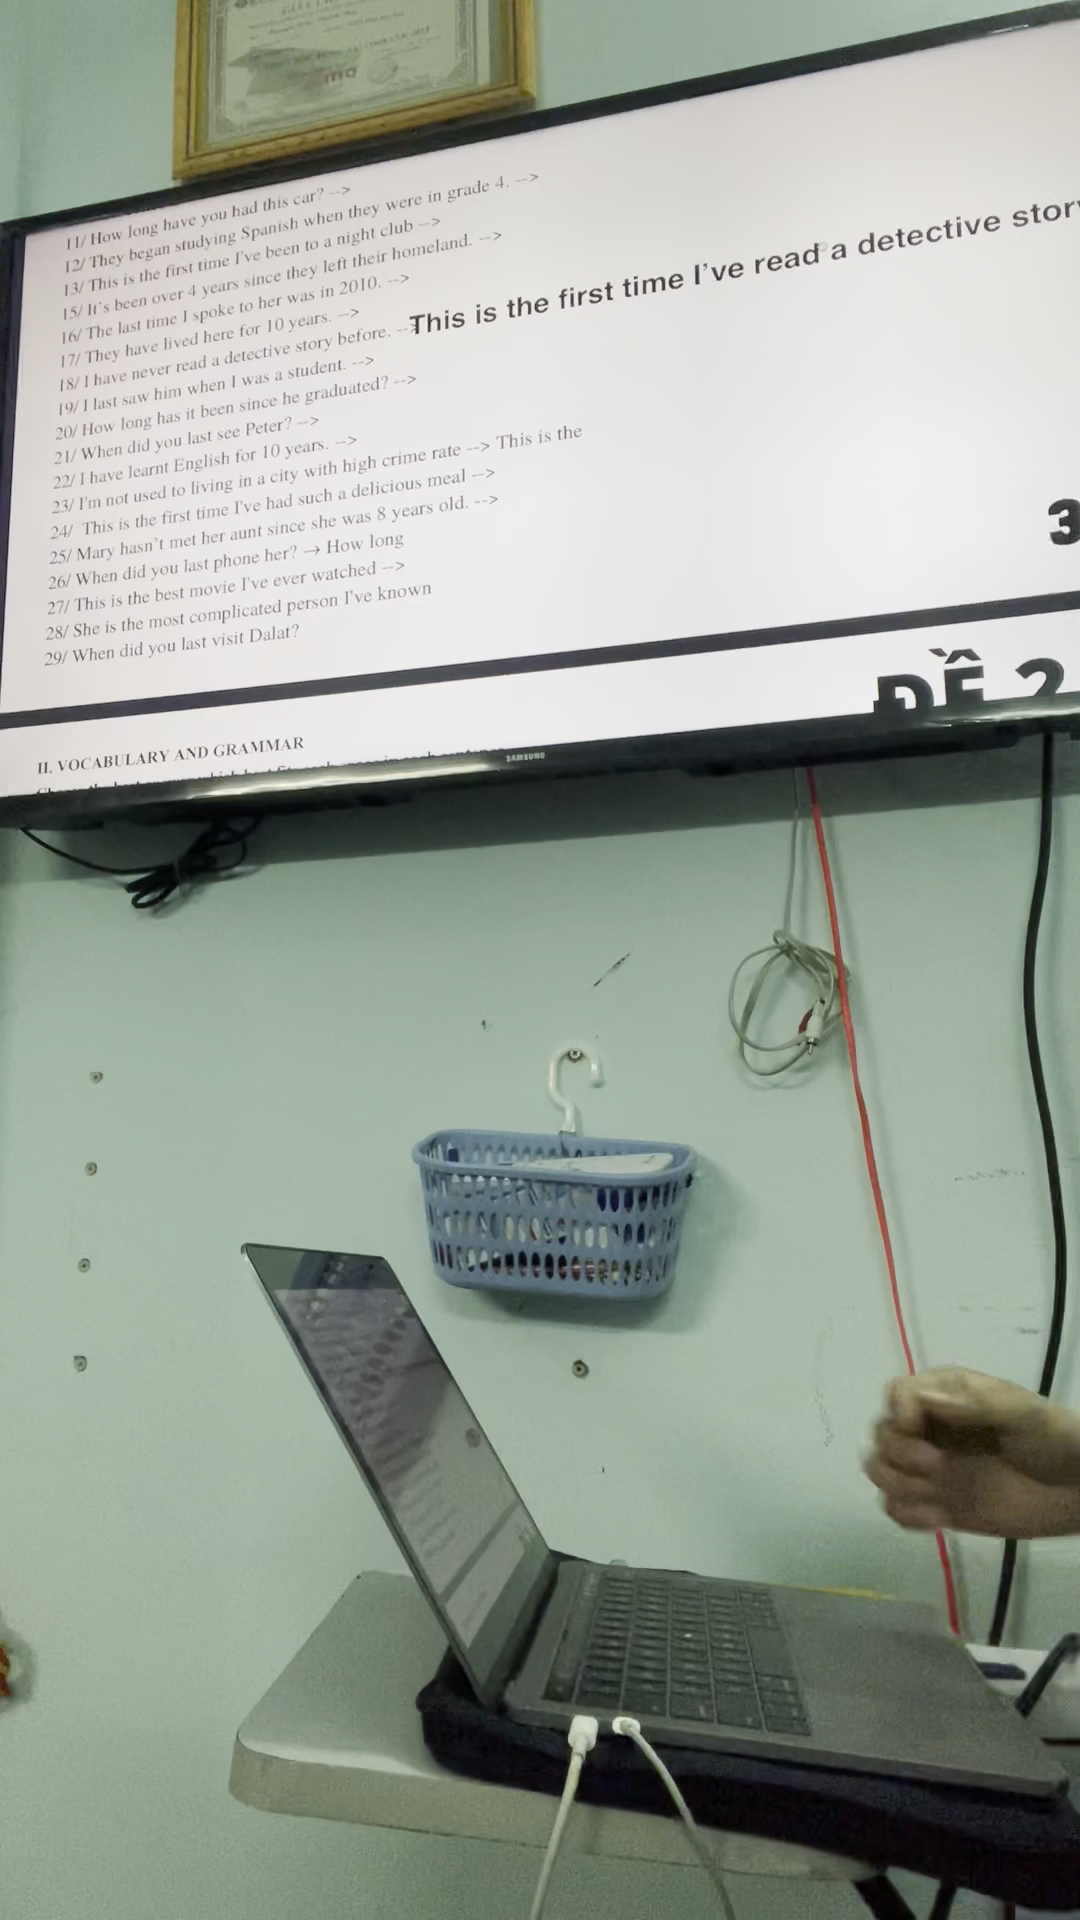 11/ How long have you had this car? -->
12/ They began studying Spanish when they were in grade 4. -->
13/ This is the first time I've been to a night club -->
15/ It's been over 4 years since they left their homeland. -->
16/ The last time I spoke to her was in 2010. -->
17/ They have lived here for 10 years. -->
18/ I have never read a detective story before. -->
This is the first time I've read a detective story
19/ I last saw him when I was a student. -->
20/ How long has it been since he graduated? -->
21/ When did you last see Peter? -->
22/ I have learnt English for 10 years. -->
23/ I'm not used to living in a city with high crime rate --> This is the
24/ This is the first time I've had such a delicious meal -->
25/ Mary hasn't met her aunt since she was 8 years old. -->
26/ When did you last phone her? → How long
27/ This is the best movie I've ever watched -->
28/ She is the most complicated person I've known
29/ When did you last visit Dalat?
3
ĐỀ 2
II. VOCABULARY AND GRAMMAR
SAMSUNG